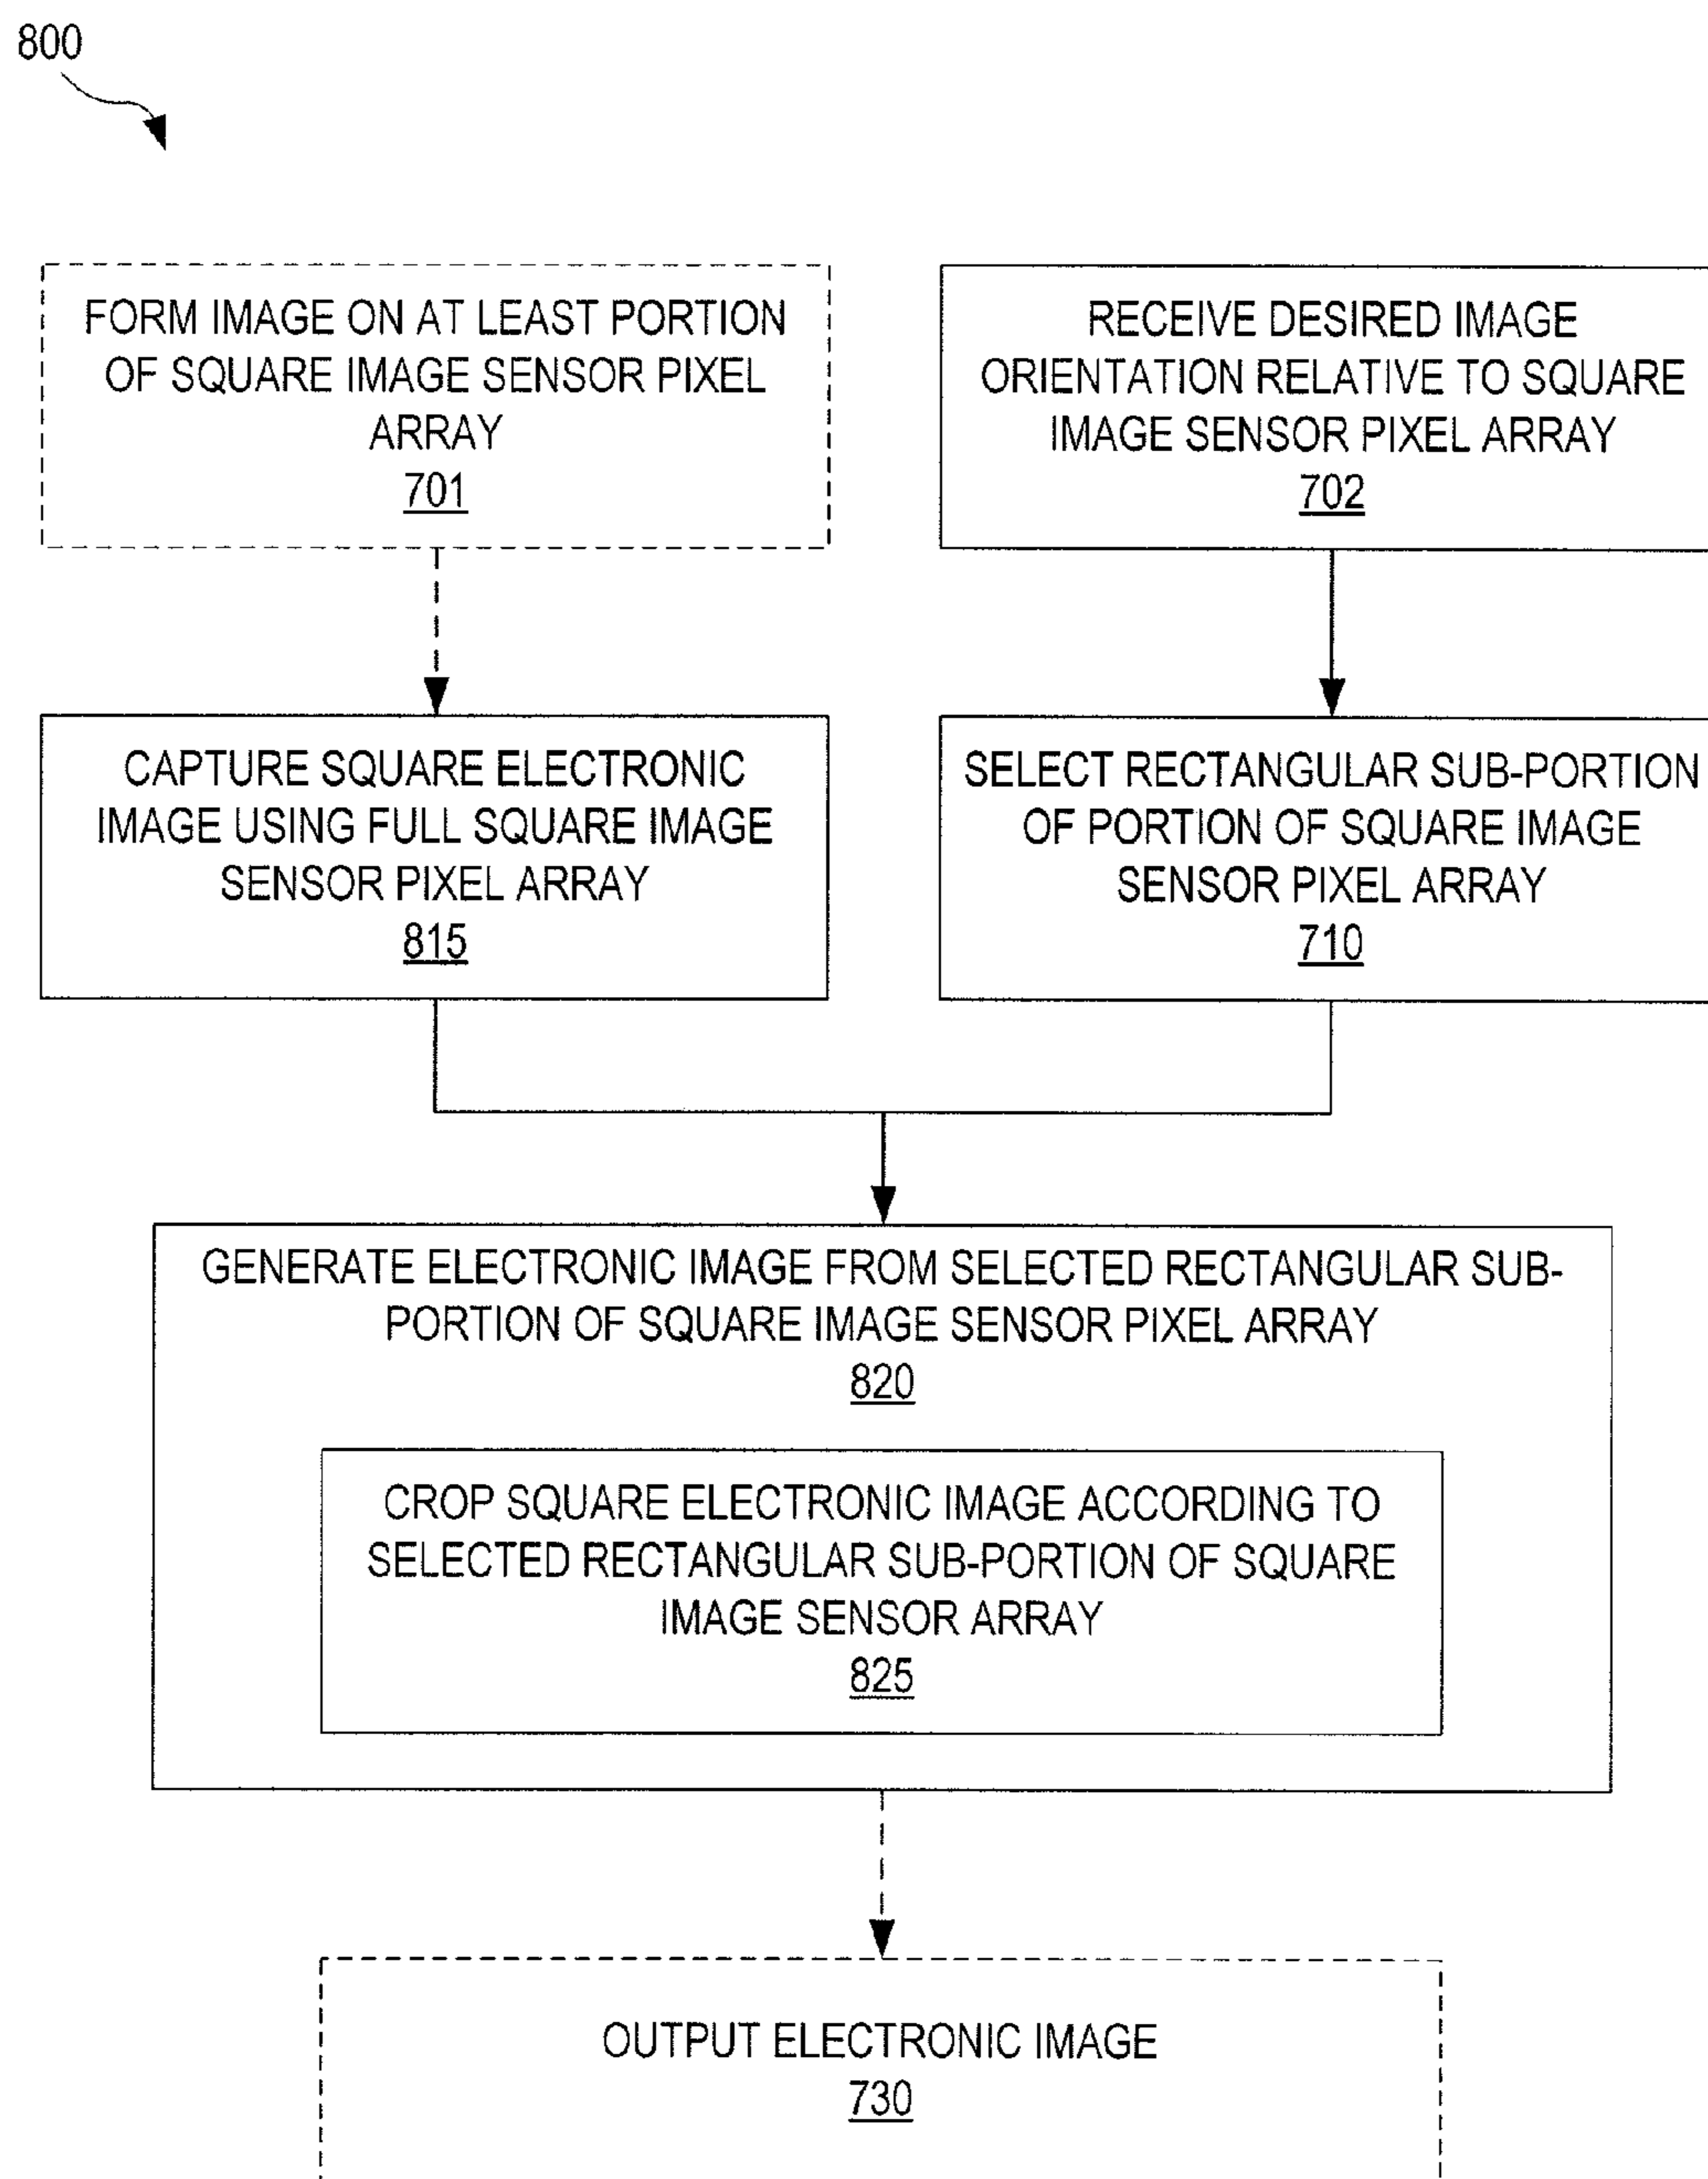 800
FORM IMAGE ON AT LEAST PORTION
OF SQUARE IMAGE SENSOR PIXEL
ARRAY
701
RECEIVE DESIRED IMAGE
ORIENTATION RELATIVE TO SQUARE
IMAGE SENSOR PIXEL ARRAY
702
CAPTURE SQUARE ELECTRONIC
IMAGE USING FULL SQUARE IMAGE
SENSOR PIXEL ARRAY
815
SELECT RECTANGULAR SUB-PORTION
OF PORTION OF SQUARE IMAGE
SENSOR PIXEL ARRAY
710
GENERATE ELECTRONIC IMAGE FROM SELECTED RECTANGULAR SUB-
PORTION OF SQUARE IMAGE SENSOR PIXEL ARRAY
820
CROP SQUARE ELECTRONIC IMAGE ACCORDING TO
SELECTED RECTANGULAR SUB-PORTION OF SQUARE
IMAGE SENSOR ARRAY
825
OUTPUT ELECTRONIC IMAGE
730